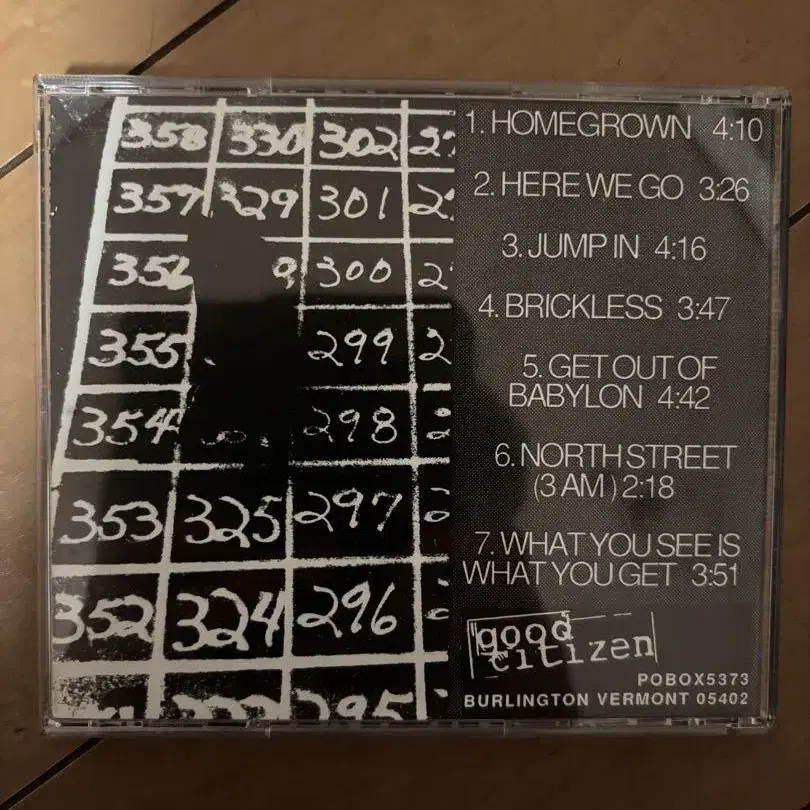 358 330 302
357 329 301
9 300
355 299 2
354 298
353 325 297
352 324 296
295
1. HOMEGROWN 4:10
2. HERE WE GO 3:26
3. JUMP IN 4:16
4. BRICKLESS 3:47
5. GET OUT OF
BABYLON 4:42
6. NORTH STREET
(3 AM) 2:18
7. WHAT YOU SEE IS
WHAT YOU GET 3:51
good
citizen
POBOX5373
BURLINGTON VERMONT 05402